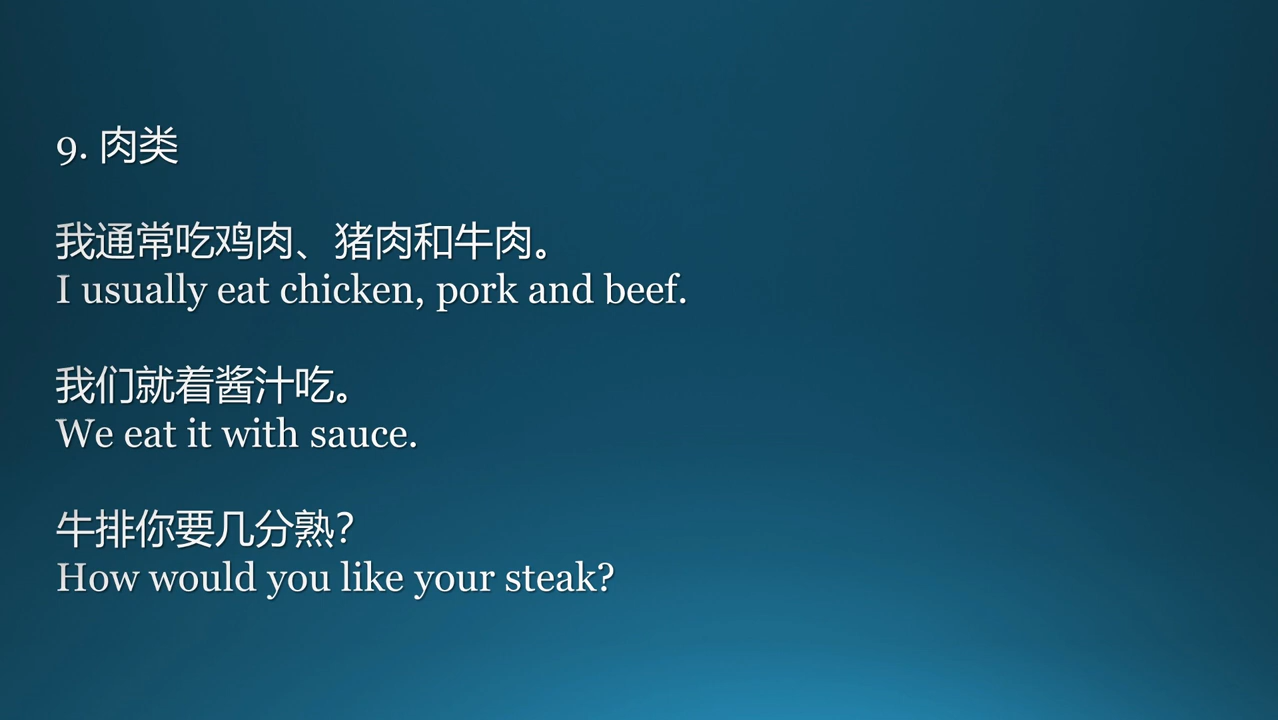 9. 肉类
我通常吃鸡肉、猪肉和牛肉。
I usually eat chicken, pork and beef.
我们就着酱汁吃。
We eat it with sauce.
牛排你要几分熟？
How would you like your steak?